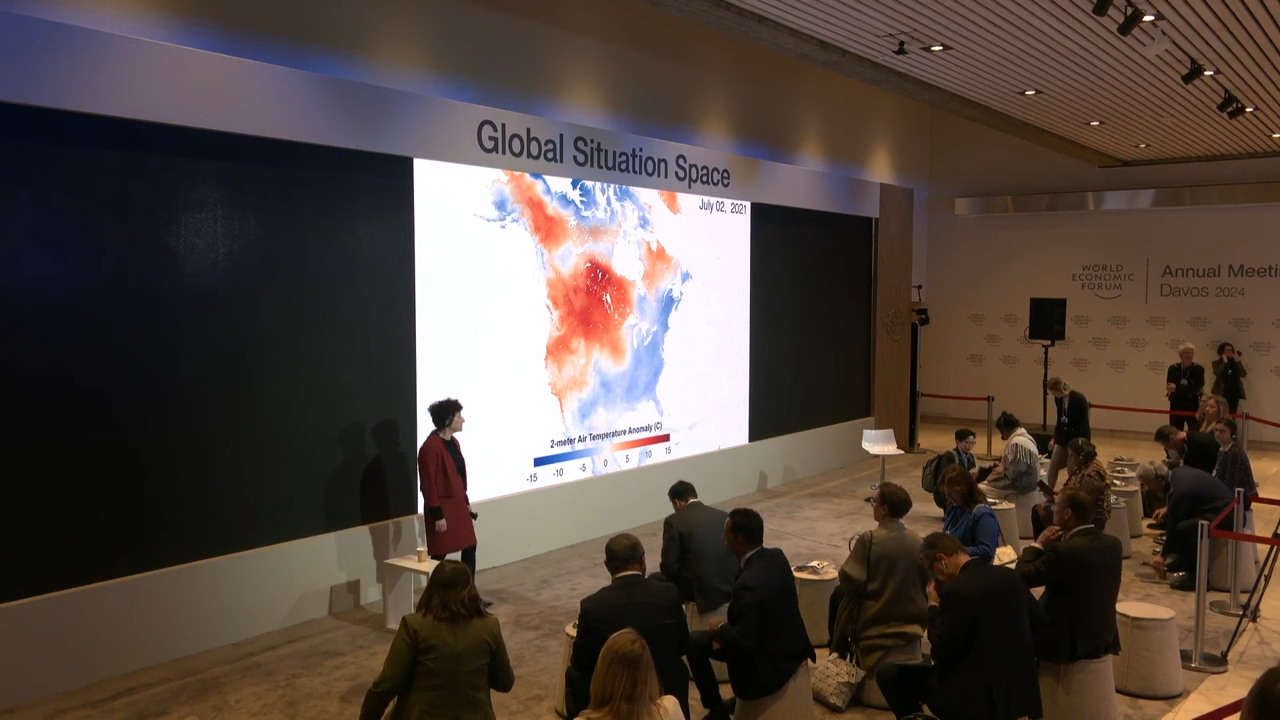 Global Situation Space
July 02, 2021
2-meter Air Temperature Anomaly (C)
-15 -10 -5 0 5 10 15
WORLD
ECONOMIC
FORUM
Annual Meeti
Davos 2024